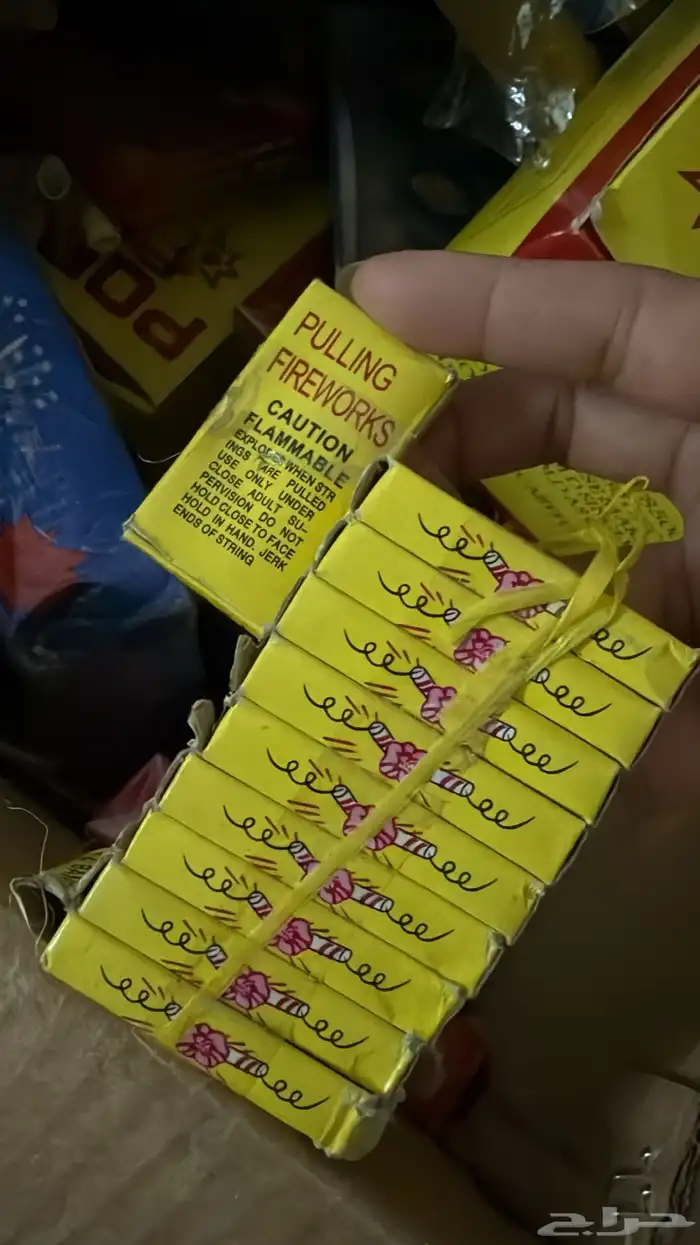 PULLING
FIREWORKS
CAUTION
FLAMMABLE
EXPLODES WHEN STR
INGS ARE PULLED
USE ONLY UNDER
CLOSE ADULT SU-
PERVISION DO NOT
HOLD CLOSE TO FACE
HOLD IN HAND. JERK
ENDS OF STRING
POP
حراج